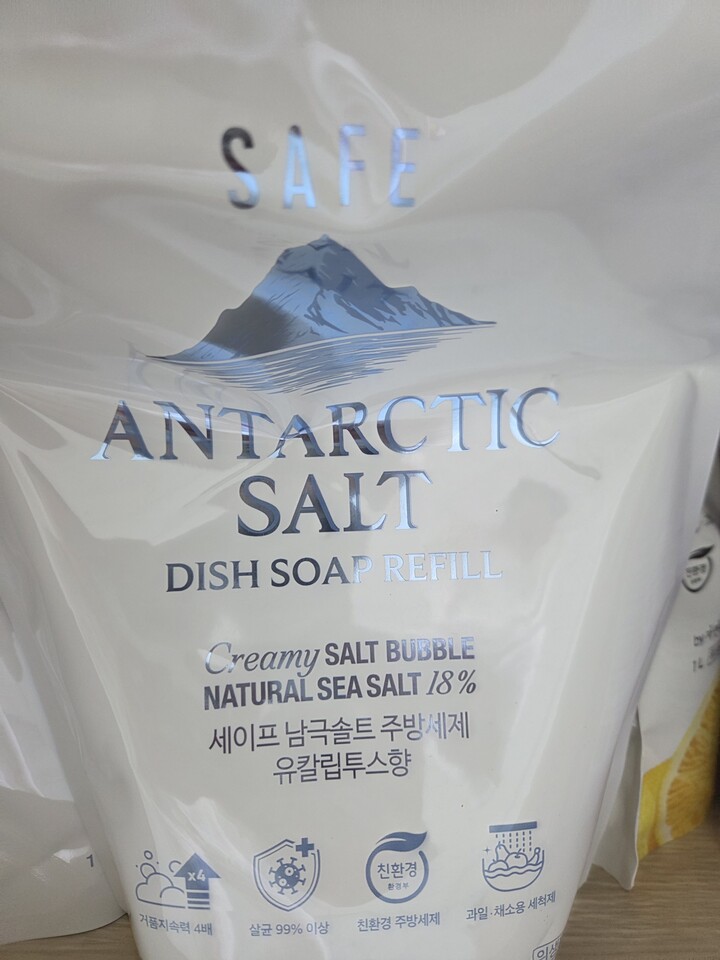 SAFE
ANTARCTIC
SALT
DISH SOAP REFILL
Creamy SALT BUBBLE
NATURAL SEA SALT 18%
세이프 남극솔트 주방세제
유칼립투스향
x4
거품지속력 4배
살균 99% 이상
친환경
환경부
친환경 주방세제
과일·채소용 세척제